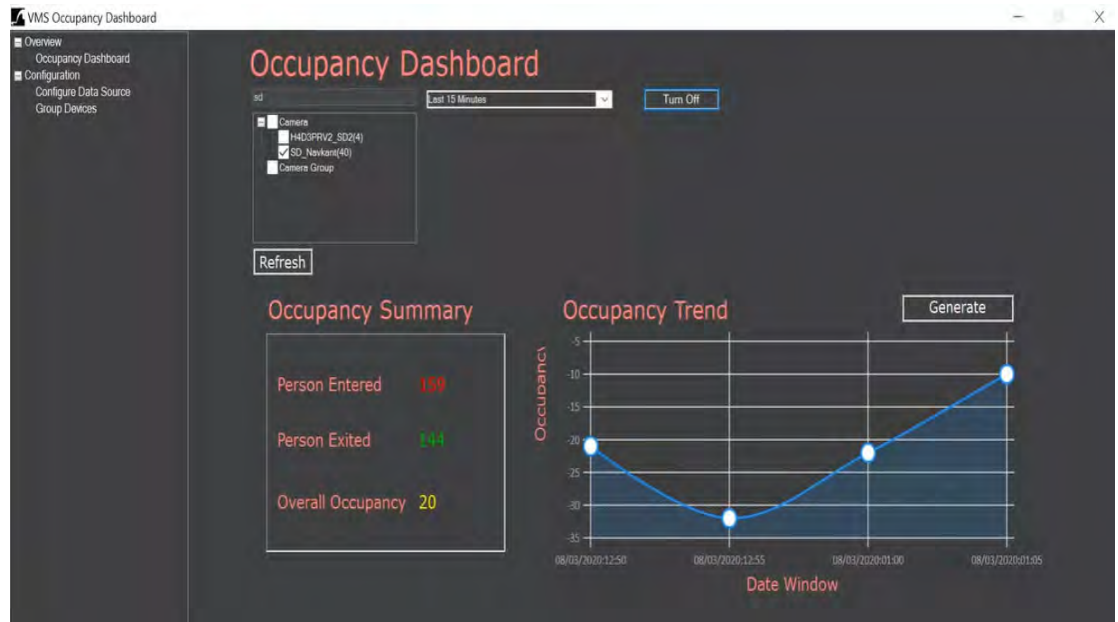 VMS Occupancy Dashboard
Overview
Occupancy Dashboard
Configuration
Configure Data Source
Group Devices
Occupancy Dashboard
sd
Last 15 Minutes
Turn Off
Camera
H4D3PRV2_SD2(4)
SD_Navkant(40)
Camera Group
Refresh
Occupancy Summary
Person Entered
Person Exited
Overall Occupancy 20
Occupancy Trend
Generate
Occupancy
-5
-10
-15
-20
-25
-30
-35
08/03/2020:12:50
08/03/2020:12:55
08/03/2020:01:00
08/03/2020:01:05
Date Window